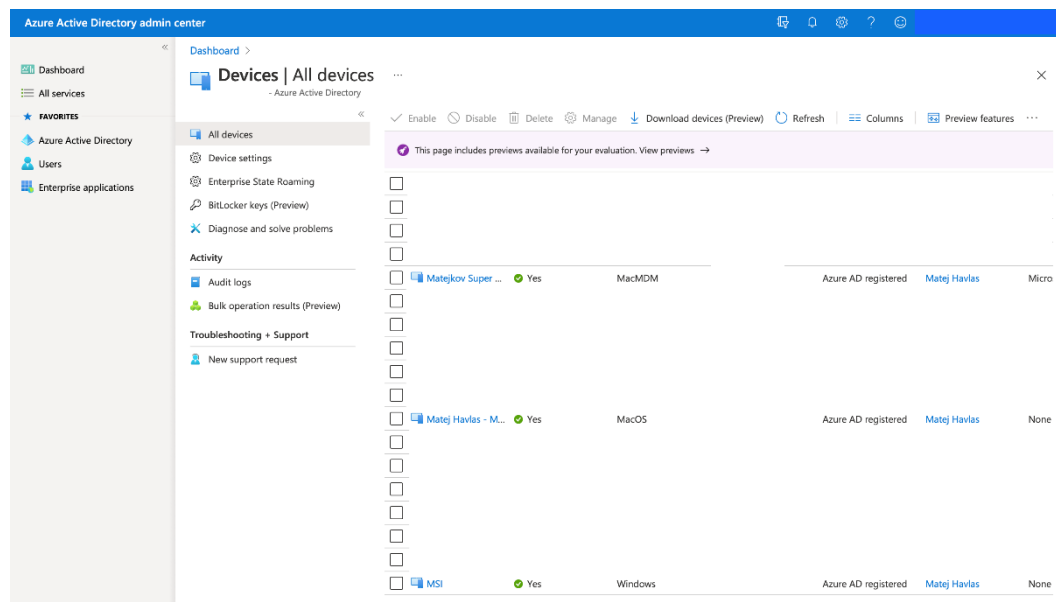 Azure Active Directory admin center
Dashboard
All services
FAVORITES
Azure Active Directory
Users
Enterprise applications
Dashboard >
Devices | All devices ...
- Azure Active Directory
All devices
Device settings
Enterprise State Roaming
BitLocker keys (Preview)
Diagnose and solve problems
Activity
Audit logs
Bulk operation results (Preview)
Troubleshooting + Support
New support request
Enable Disable Delete Manage Download devices (Preview) Refresh Columns Preview features ...
This page includes previews available for your evaluation. View previews →
Matejkov Super ... Yes MacMDM Azure AD registered Matej Havlas Micro
Matej Havlas - M... Yes MacOS Azure AD registered Matej Havlas None
MSI Yes Windows Azure AD registered Matej Havlas None